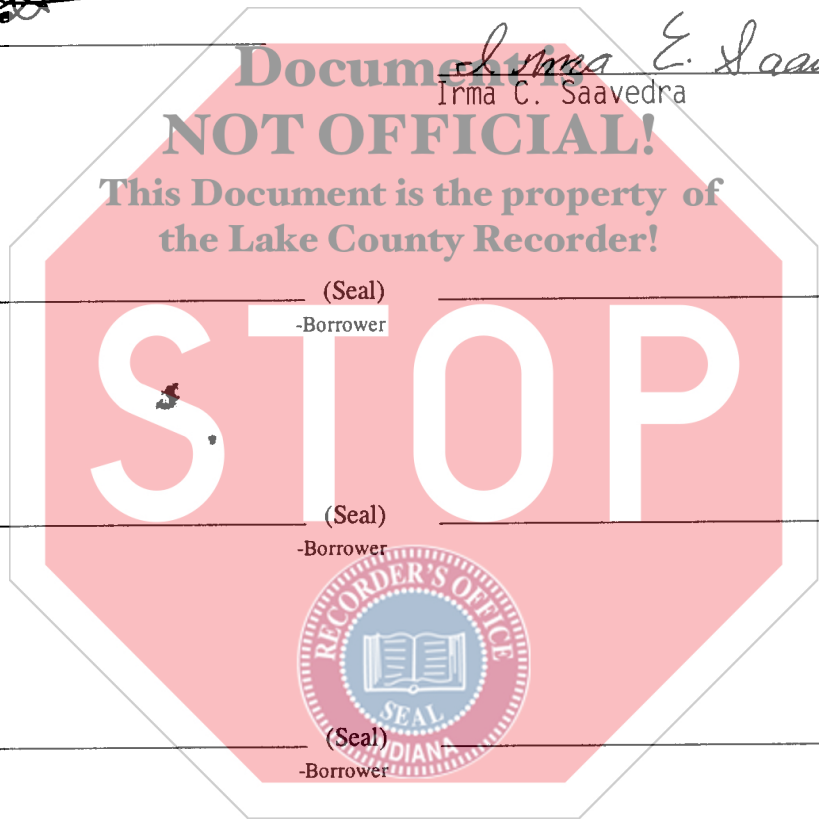 Document is
Irma E. Saav
Irma C. Saavedra
NOT OFFICIAL!
This Document is the property of
the Lake County Recorder!
(Seal)
-Borrower
STOP
(Seal)
-Borrower
RECORDER'S OFFICE
SEAL
INDIANA
(Seal)
-Borrower